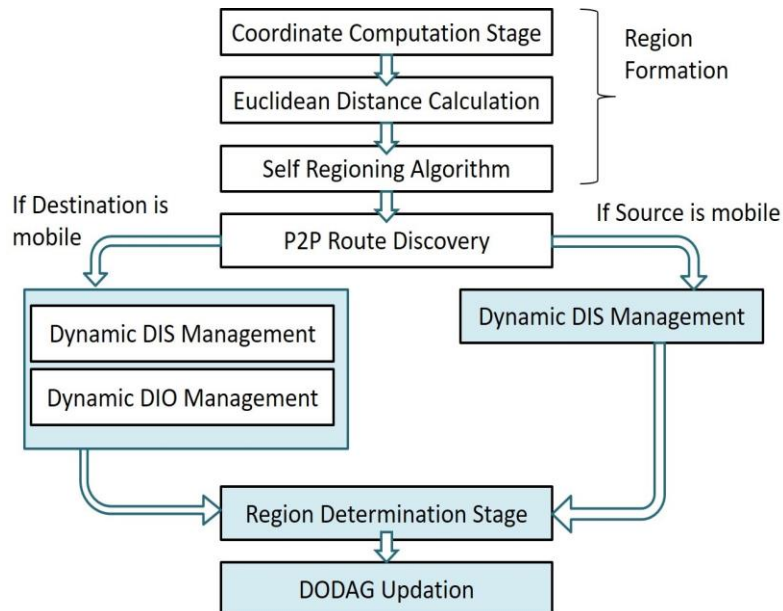 Coordinate Computation Stage
Region
Formation
Euclidean Distance Calculation
Self Regioning Algorithm
If Destination is
mobile
If Source is mobile
P2P Route Discovery
Dynamic DIS Management
Dynamic DIO Management
Dynamic DIS Management
Region Determination Stage
DODAG Updation